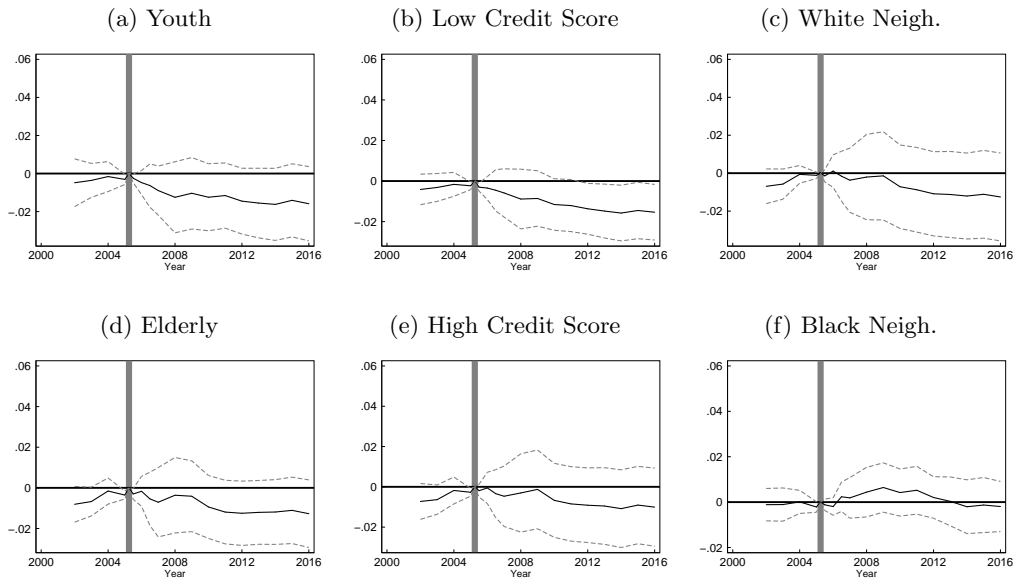 (a) Youth
(b) Low Credit Score
(c) White Neigh.
.06
.04
.02
0
-.02
2000 2004 2008 2012 2016
Year
.06
.04
.02
0
-.02
2000 2004 2008 2012 2016
Year
.06
.04
.02
0
-.02
2000 2004 2008 2012 2016
Year
(d) Elderly
(e) High Credit Score
(f) Black Neigh.
.06
.04
.02
0
-.02
2000 2004 2008 2012 2016
Year
.06
.04
.02
0
-.02
2000 2004 2008 2012 2016
Year
.06
.04
.02
0
-.02
2000 2004 2008 2012 2016
Year